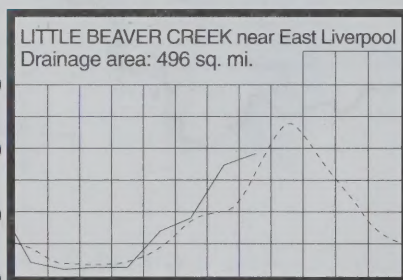 LITTLE BEAVER CREEK near East Liverpool
Drainage area: 496 sq. mi.